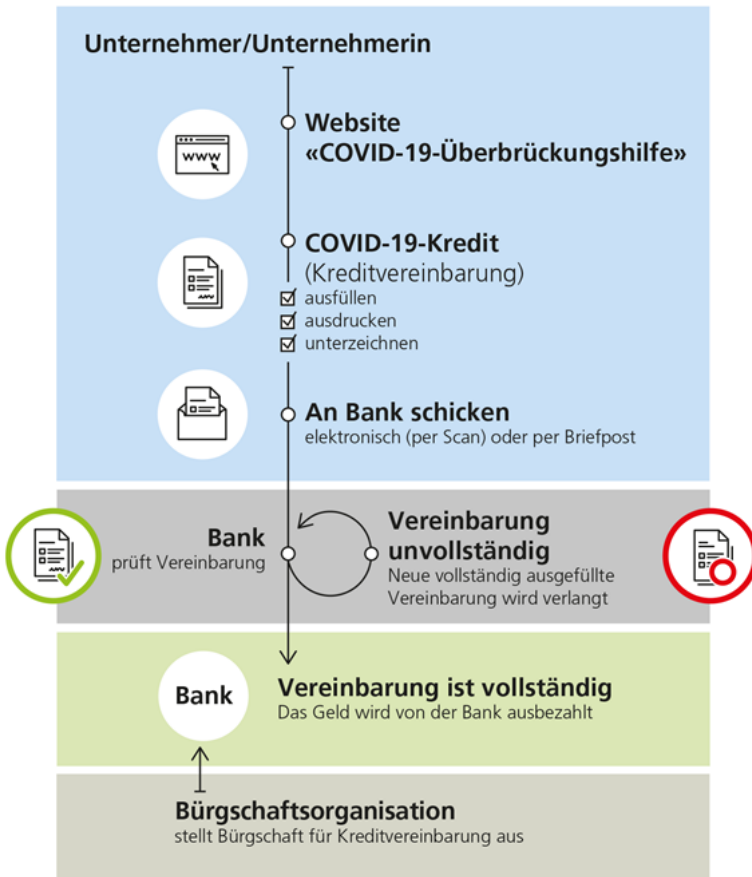 Unternehmer/Unternehmerin
Website
«COVID-19-Überbrückungshilfe»
www
COVID-19-Kredit
(Kreditvereinbarung)
ausfüllen
ausdrucken
unterzeichnen
An Bank schicken
elektronisch (per Scan) oder per Briefpost
Bank
prüft Vereinbarung
Vereinbarung
unvollständig
Neue vollständig ausgefüllte
Vereinbarung wird verlangt
Bank
Vereinbarung ist vollständig
Das Geld wird von der Bank ausbezahlt
Bürgschaftsorganisation
stellt Bürgschaft für Kreditvereinbarung aus